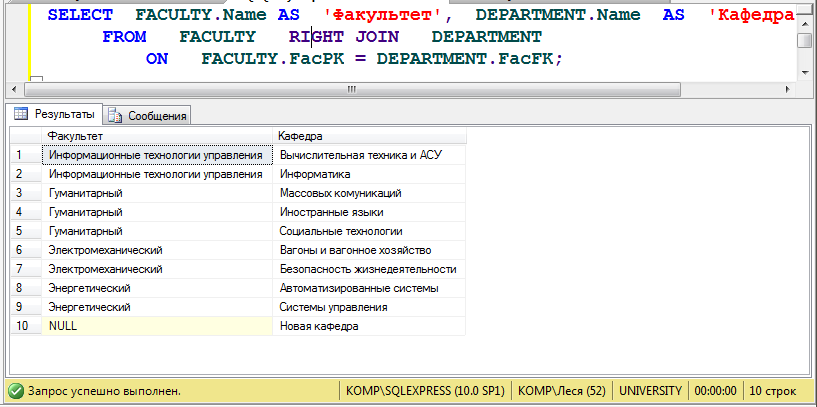 SELECT FACULTY.Name AS 'Факультет', DEPARTMENT.Name AS 'Кафедра
FROM FACULTY RIGHT JOIN DEPARTMENT
ON FACULTY.FacPK = DEPARTMENT.FacFK;
Результаты Сообщения
Факультет Кафедра
1 Информационные технологии управления Вычислительная техника и АСУ
2 Информационные технологии управления Информатика
3 Гуманитарный Массовых комуникаций
4 Гуманитарный Иностранные языки
5 Гуманитарный Социальные технологии
6 Электромеханический Вагоны и вагонное хозяйство
7 Электромеханический Безопасность жизнедеятельности
8 Энергетический Автоматизированные системы
9 Энергетический Системы управления
10 NULL Новая кафедра
Запрос успешно выполнен. KOMP\SQLEXPRESS (10.0 SP1) KOMP\Леся (52) UNIVERSITY 00:00:00 10 строк